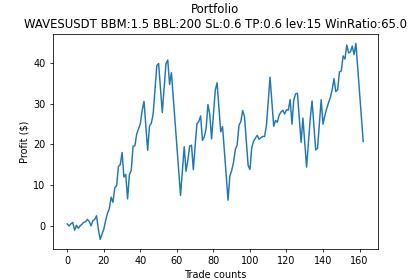 Portfolio
WAVESUSDT BBM:1.5 BBL:200 SL:0.6 TP:0.6 lev:15 WinRatio:65.0
40
30
20
10
0
Profit ($)
0 20 40 60 80 100 120 140 160
Trade counts